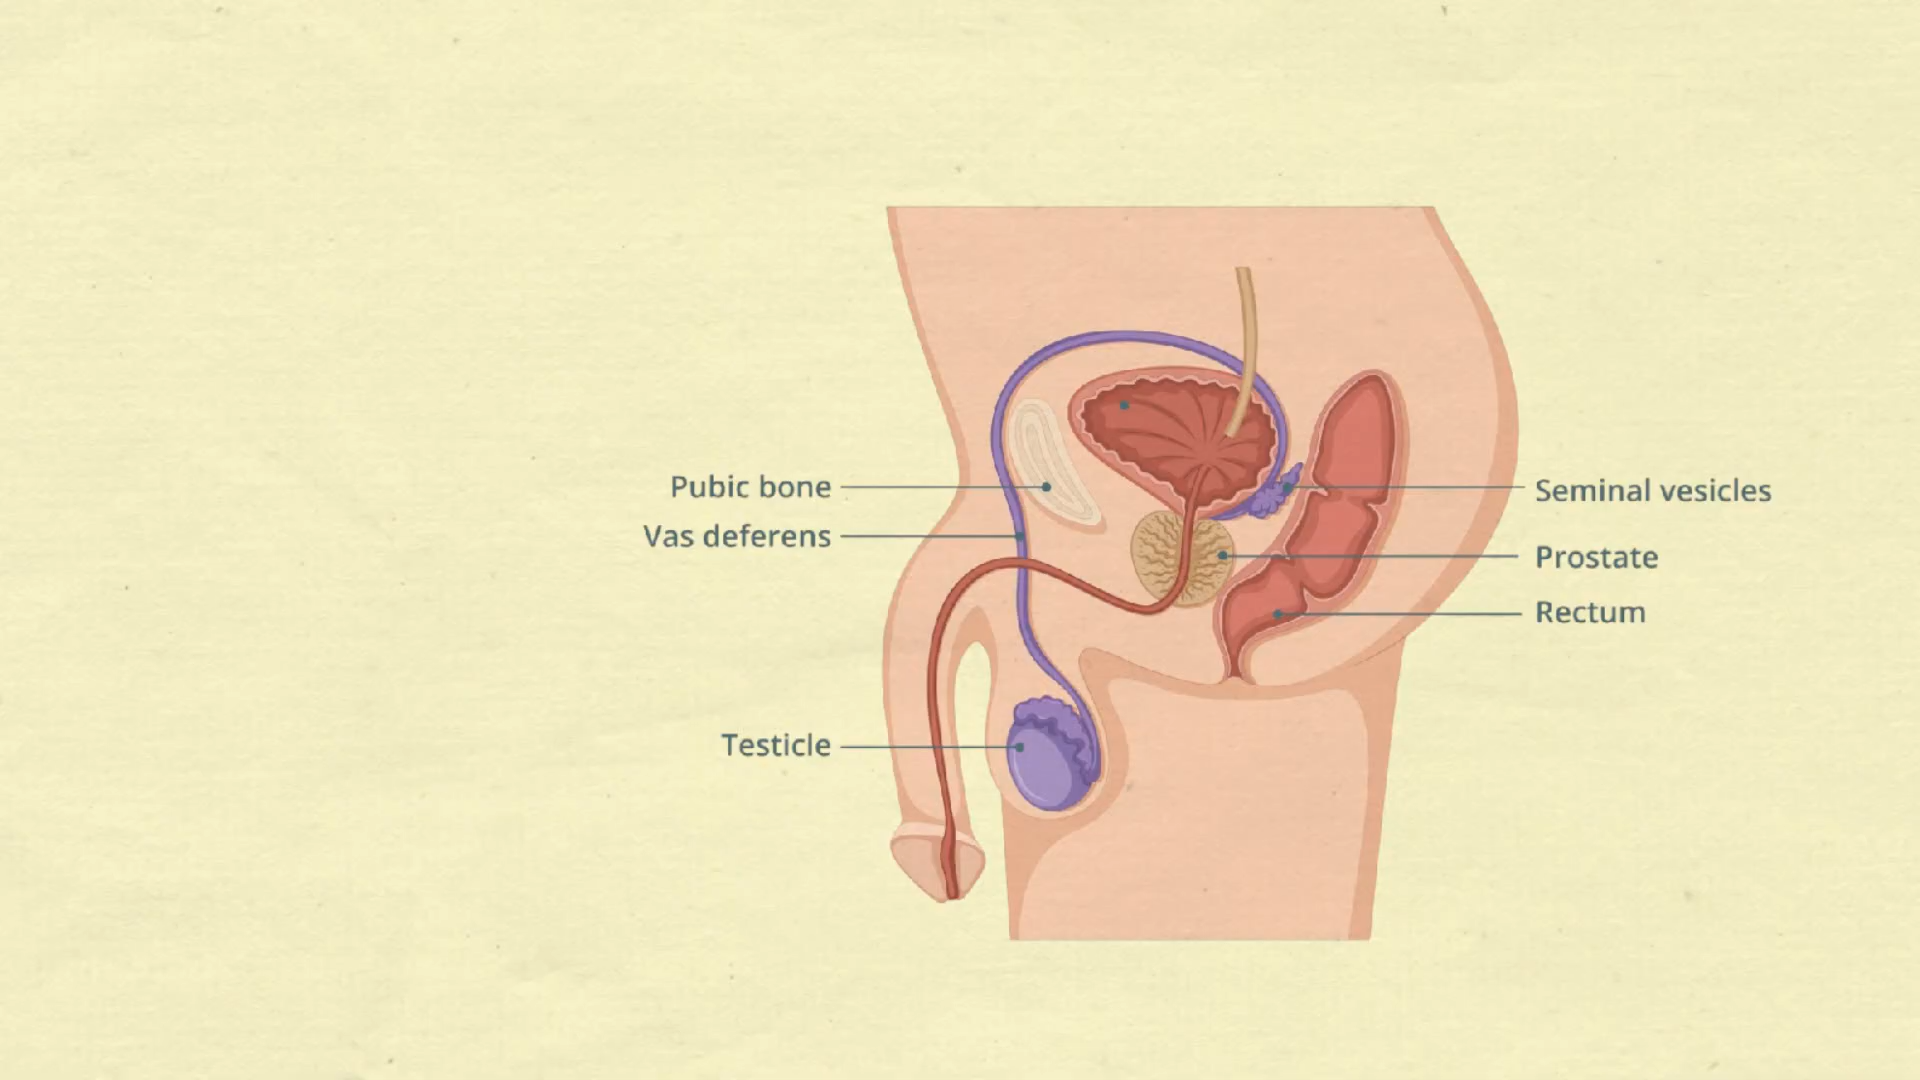 Pubic bone
Vas deferens
Testicle
Seminal vesicles
Prostate
Rectum